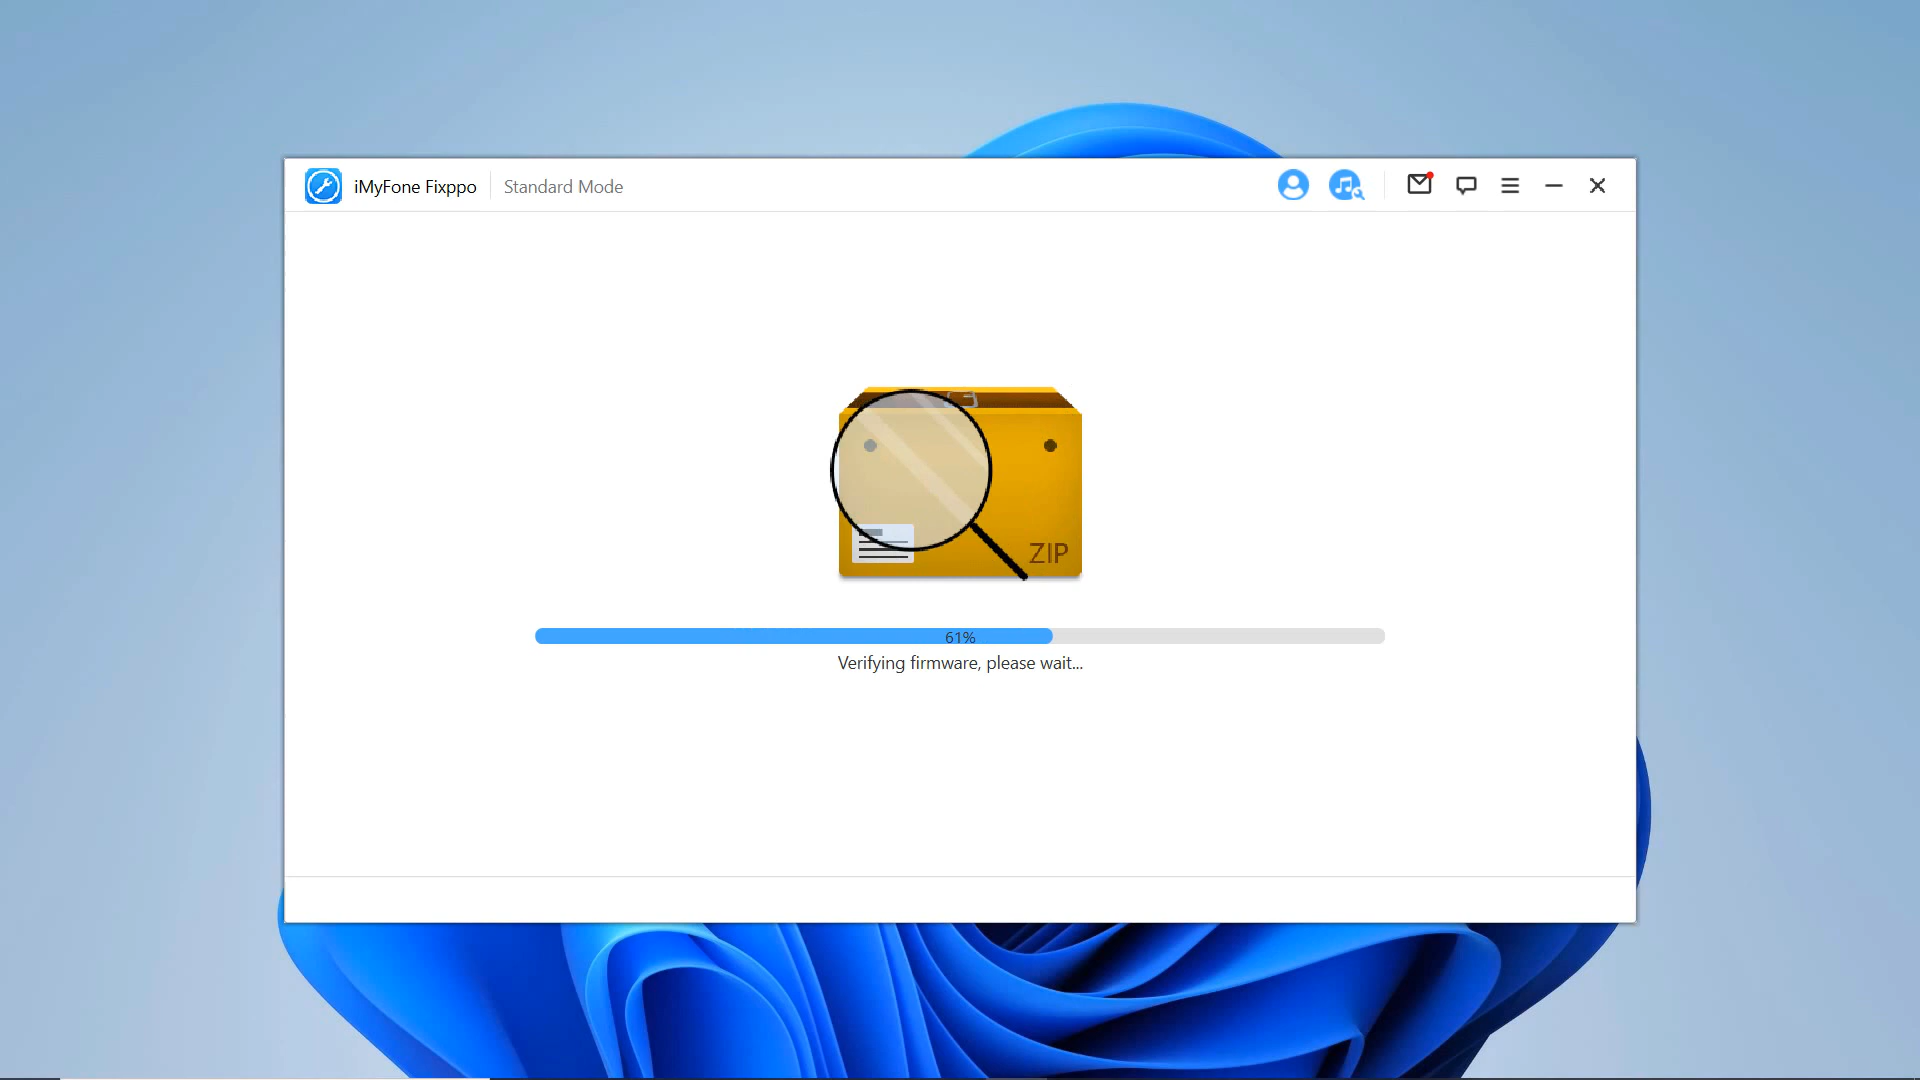 iMyFone Fixppo
Standard Mode
ZIP
61%
Verifying firmware, please wait...